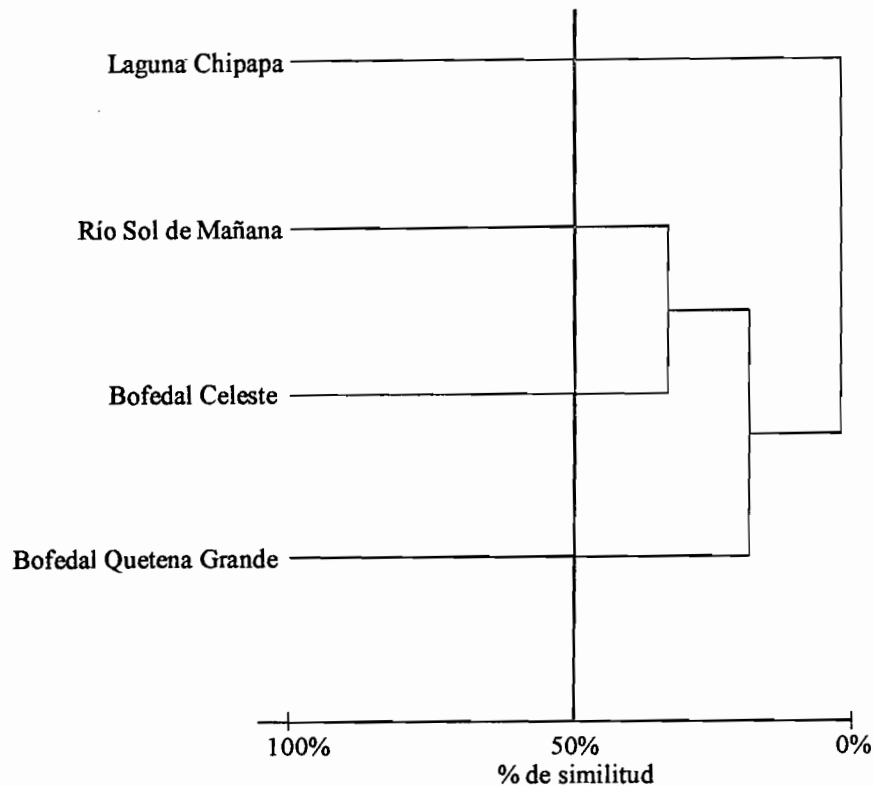 Laguna Chipapa
Río Sol de Mañana
Bofedal Celeste
Bofedal Quetena Grande
100% 50% 0%
% de similitud